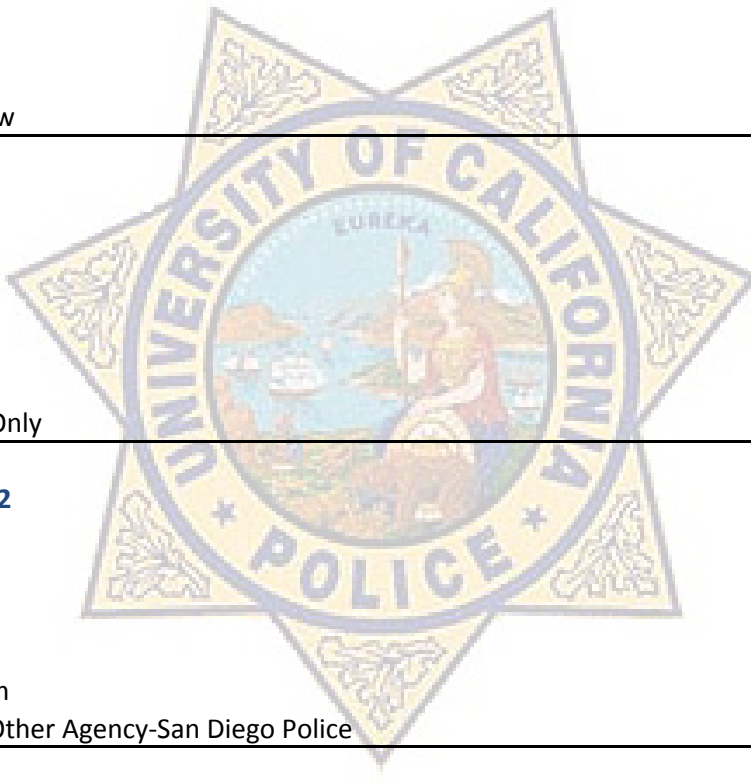 w
UNIVERSITY OF CALIFORNIA
EUREKA
Only
2
★ POLICE ★
n
Other Agency-San Diego Police